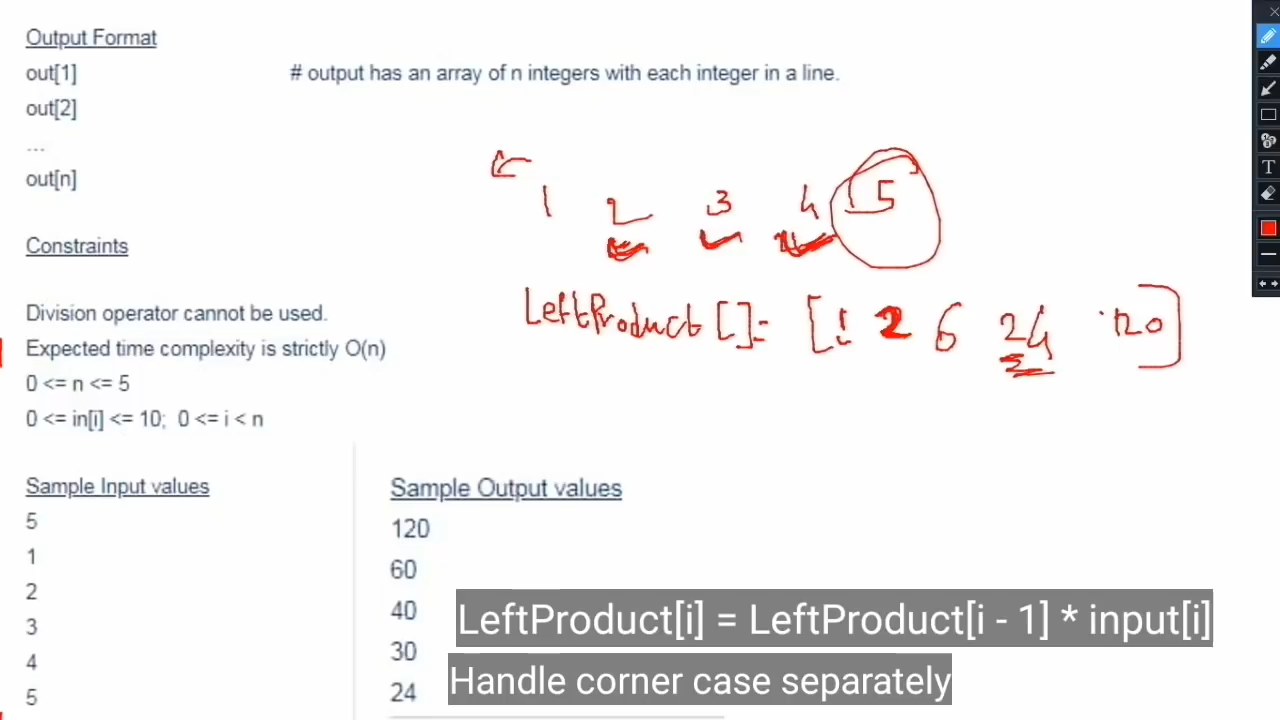 Output Format
out[1] # output has an array of n integers with each integer in a line.
out[2]
...
out[n]
1 2 3 4 5
Constraints
LeftProduct []= [1 2 6 24 120]
Division operator cannot be used.
Expected time complexity is strictly O(n)
0 <= n <= 5
0 <= in[i] <= 10; 0 <= i < n
Sample Input values
5
1
2
3
4
5
Sample Output values
120
60
40
30
24
LeftProduct[i] = LeftProduct[i - 1] * input[i]
Handle corner case separately
T